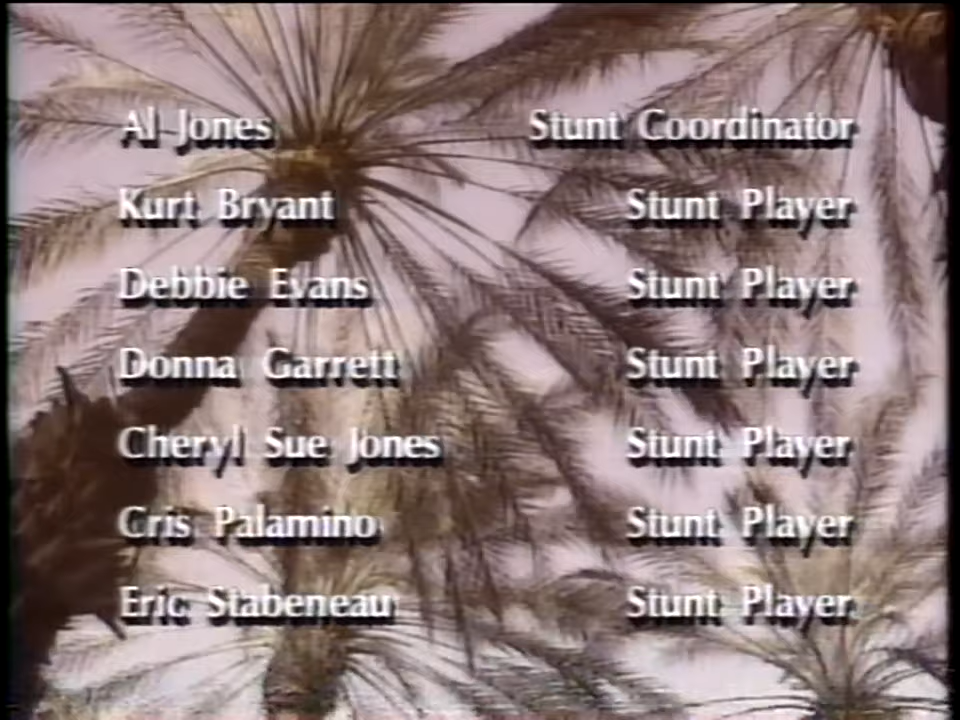 Al Jones Stunt Coordinator
Kurt Bryant Stunt Player
Debbie Evans Stunt Player
Donna Garrett Stunt Player
Cheryl Sue Jones Stunt Player
Cris Palamino Stunt Player
Eric Stabeneau Stunt Player